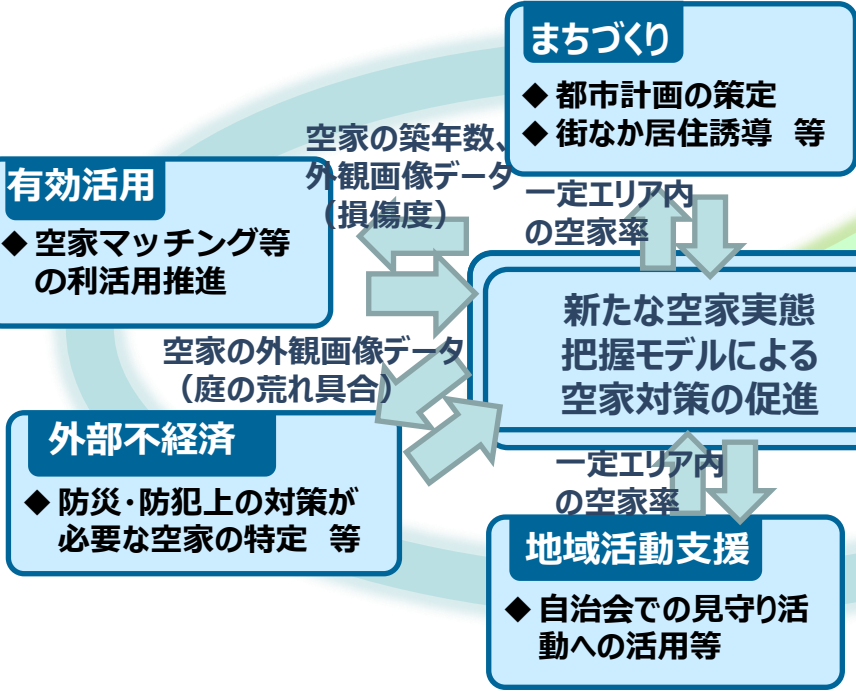 まちづくり
◆ 都市計画の策定
◆ 街なか居住誘導 等
空家の築年数、
外観画像データ
（損傷度）
一定エリア内
の空家率
有効活用
◆ 空家マッチング等
の利活用推進
新たな空家実態
把握モデルによる
空家対策の促進
空家の外観画像データ
（庭の荒れ具合）
外部不経済
◆ 防災・防犯上の対策が
必要な空家の特定 等
一定エリア内
の空家率
地域活動支援
◆ 自治会での見守り活
動への活用等